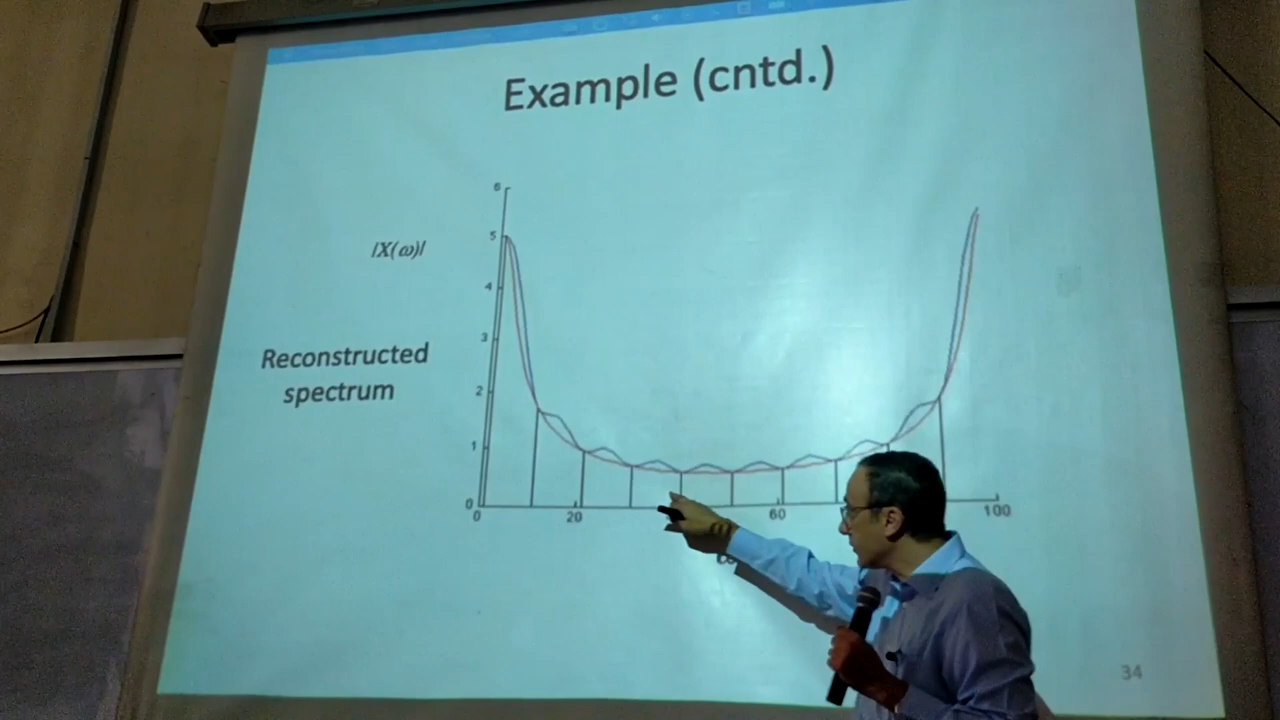 Example (cntd.)
6
|X(ω)|
5
4
3
Reconstructed
spectrum
2
1
0
0 20 60 100
34